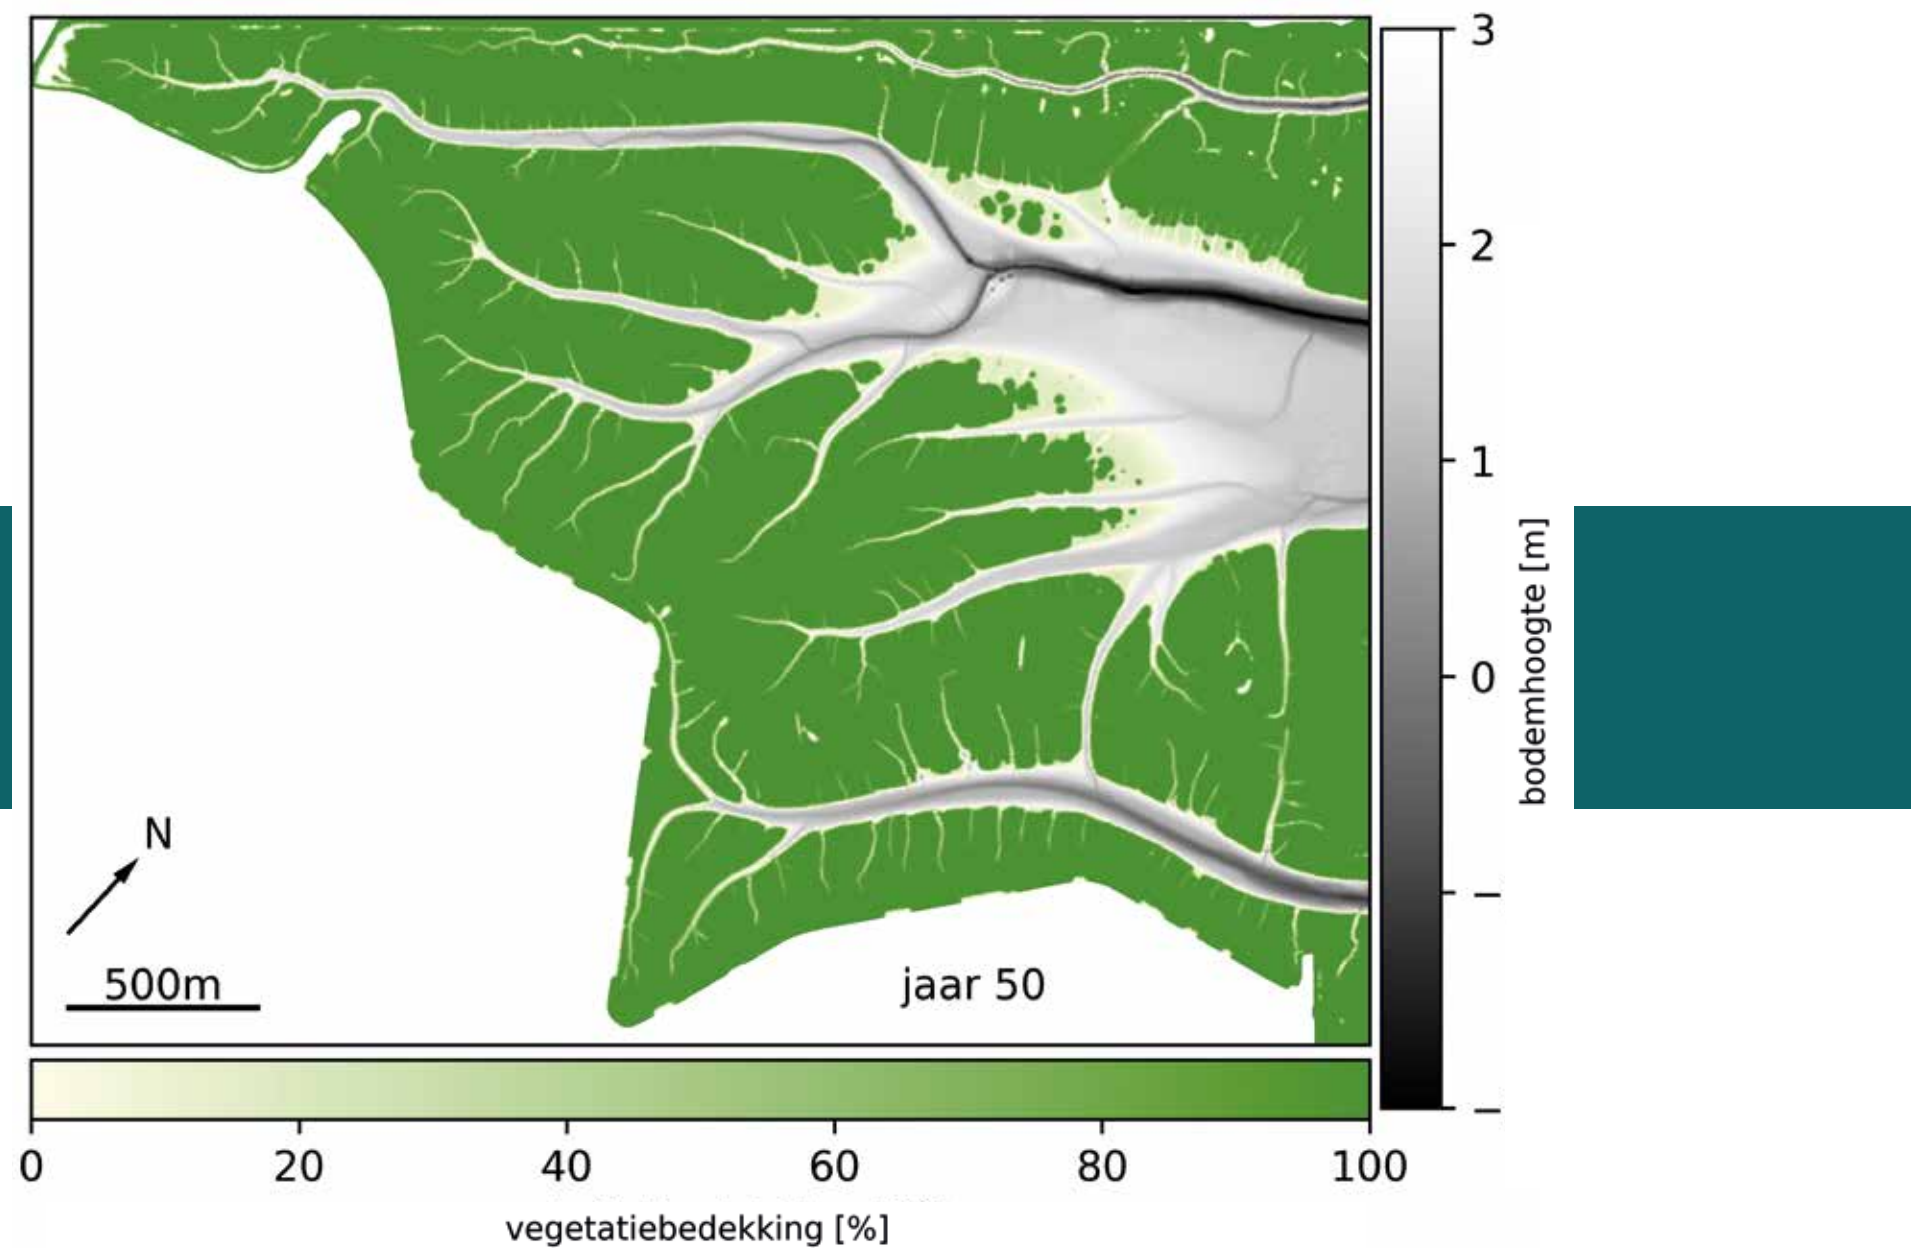 3
2
1
0
—
—
bodemhoogte [m]
N
500m
jaar 50
0 20 40 60 80 100
vegetatiebedekking [%]